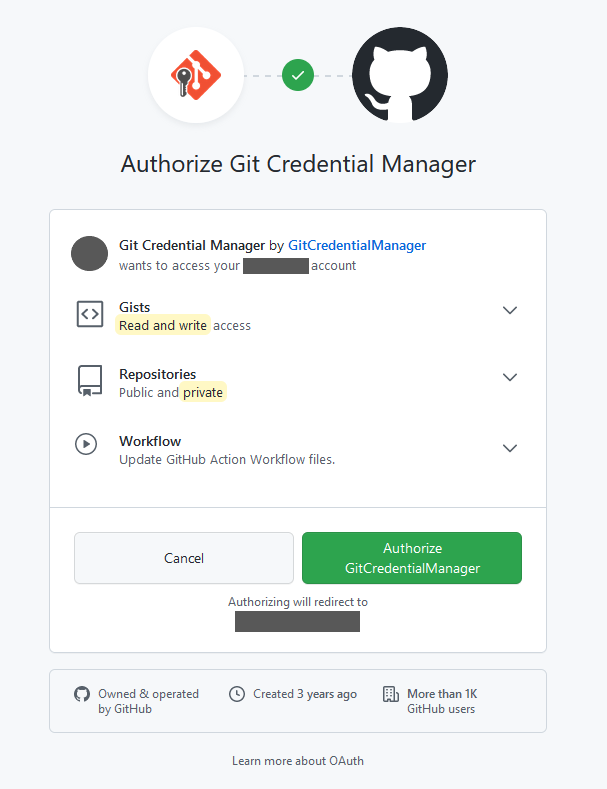 Authorize Git Credential Manager
Git Credential Manager by GitCredentialManager
wants to access your account
Gists
Read and write access
Repositories
Public and private
Workflow
Update GitHub Action Workflow files.
Cancel
Authorize
GitCredentialManager
Authorizing will redirect to
Owned & operated
by GitHub
Created 3 years ago
More than 1K
GitHub users
Learn more about OAuth